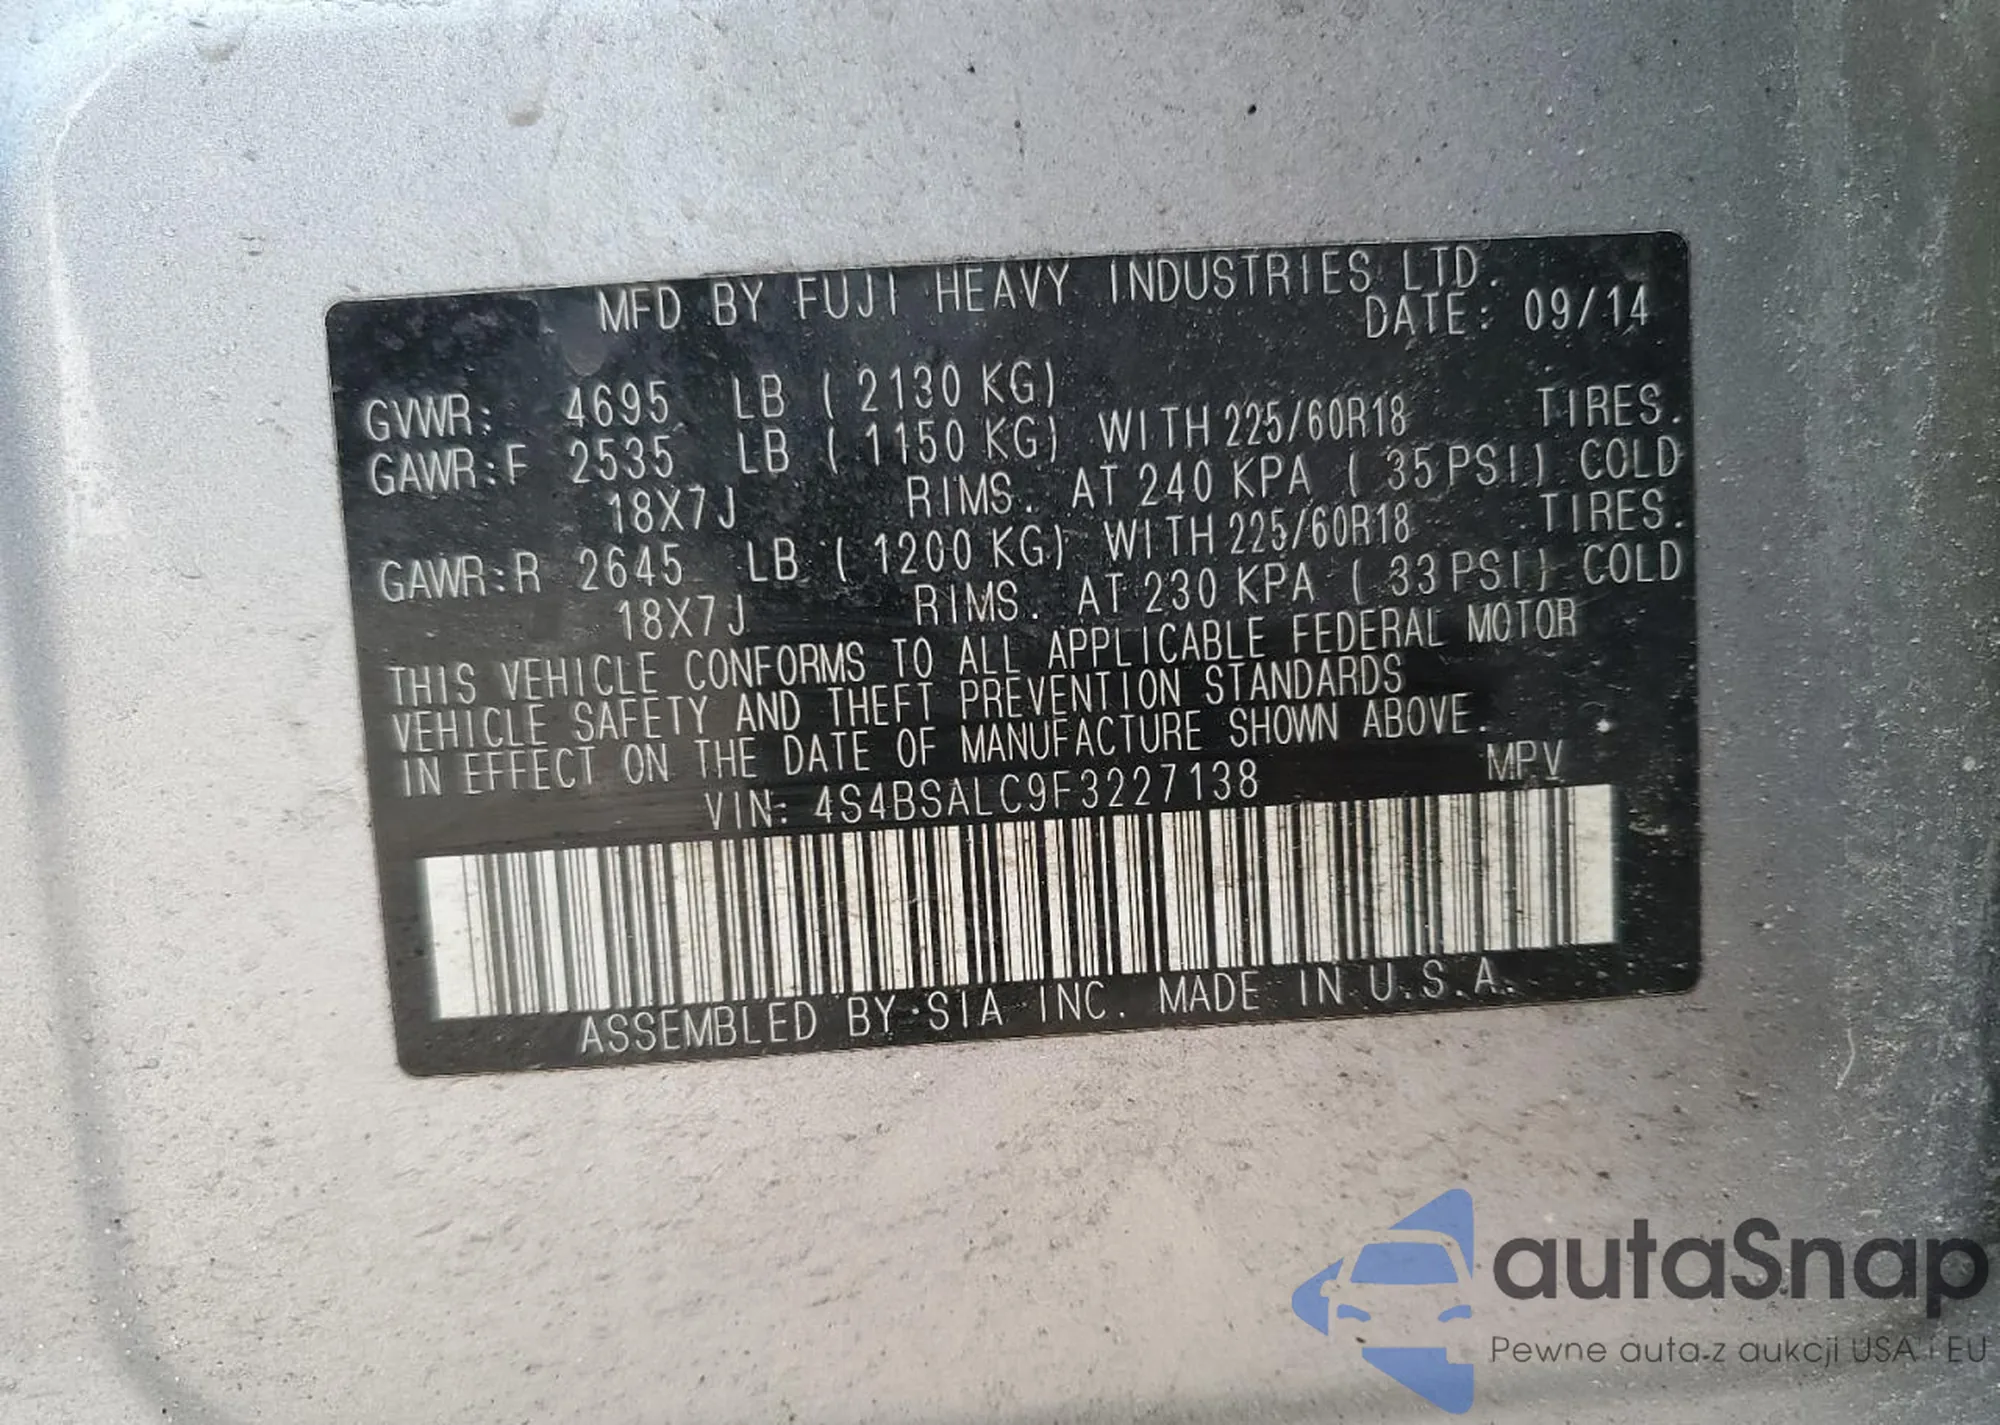 MFD BY FUJI HEAVY INDUSTRIES LTD.
DATE: 09/14
GVWR: 4695 LB ( 2130 KG)
GAWR:F 2535 LB ( 1150 KG) WITH 225/60R18 TIRES.
18X7J RIMS. AT 240 KPA ( 35PSI) COLD
GAWR:R 2645 LB ( 1200 KG) WITH 225/60R18 TIRES.
18X7J RIMS. AT 230 KPA ( 33PSI) COLD
THIS VEHICLE CONFORMS TO ALL APPLICABLE FEDERAL MOTOR
VEHICLE SAFETY AND THEFT PREVENTION STANDARDS
IN EFFECT ON THE DATE OF MANUFACTURE SHOWN ABOVE.
VIN: 4S4BSALC9F3227138 MPV
ASSEMBLED BY SIA INC. MADE IN U.S.A.
autaSnap
Pewne auta z aukcji USA i EU